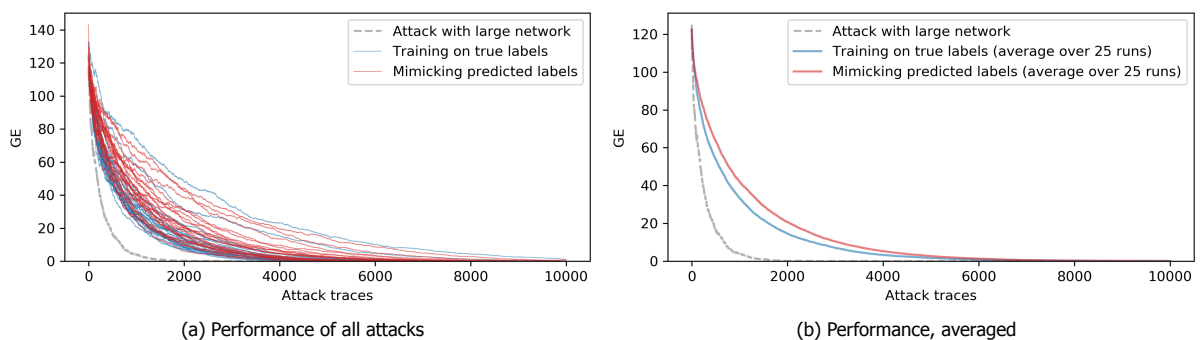 140
120
100
80
60
40
20
0
GE
0 2000 4000 6000 8000 10000
Attack traces
Attack with large network
Training on true labels
Mimicking predicted labels
(a) Performance of all attacks
120
100
80
60
40
20
0
GE
0 2000 4000 6000 8000 10000
Attack traces
Attack with large network
Training on true labels (average over 25 runs)
Mimicking predicted labels (average over 25 runs)
(b) Performance, averaged